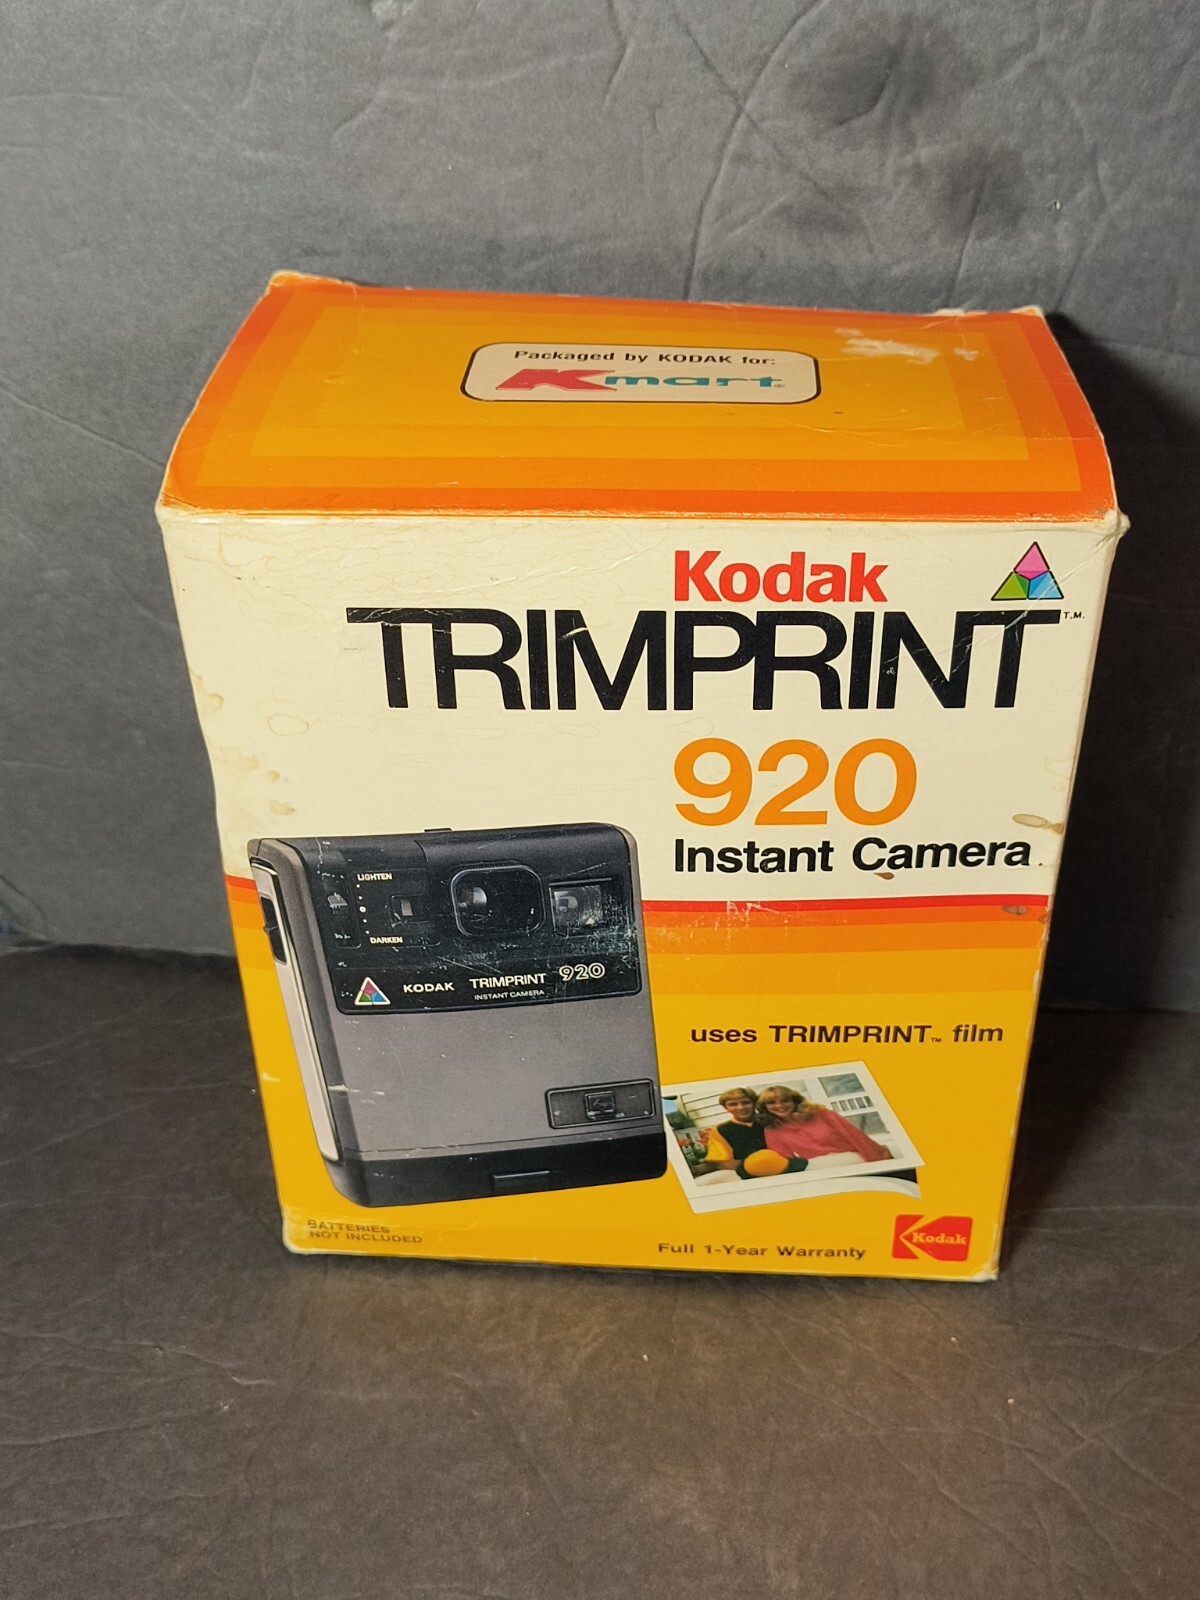 Packaged by KODAK for:
Kmart®
Kodak
TRIMPRINT T.M.
920
Instant Camera
LIGHTEN
DARKEN
KODAK TRIMPRINT 920
INSTANT CAMERA
uses TRIMPRINT™ film
BATTERIES
NOT INCLUDED
Full 1-Year Warranty
Kodak